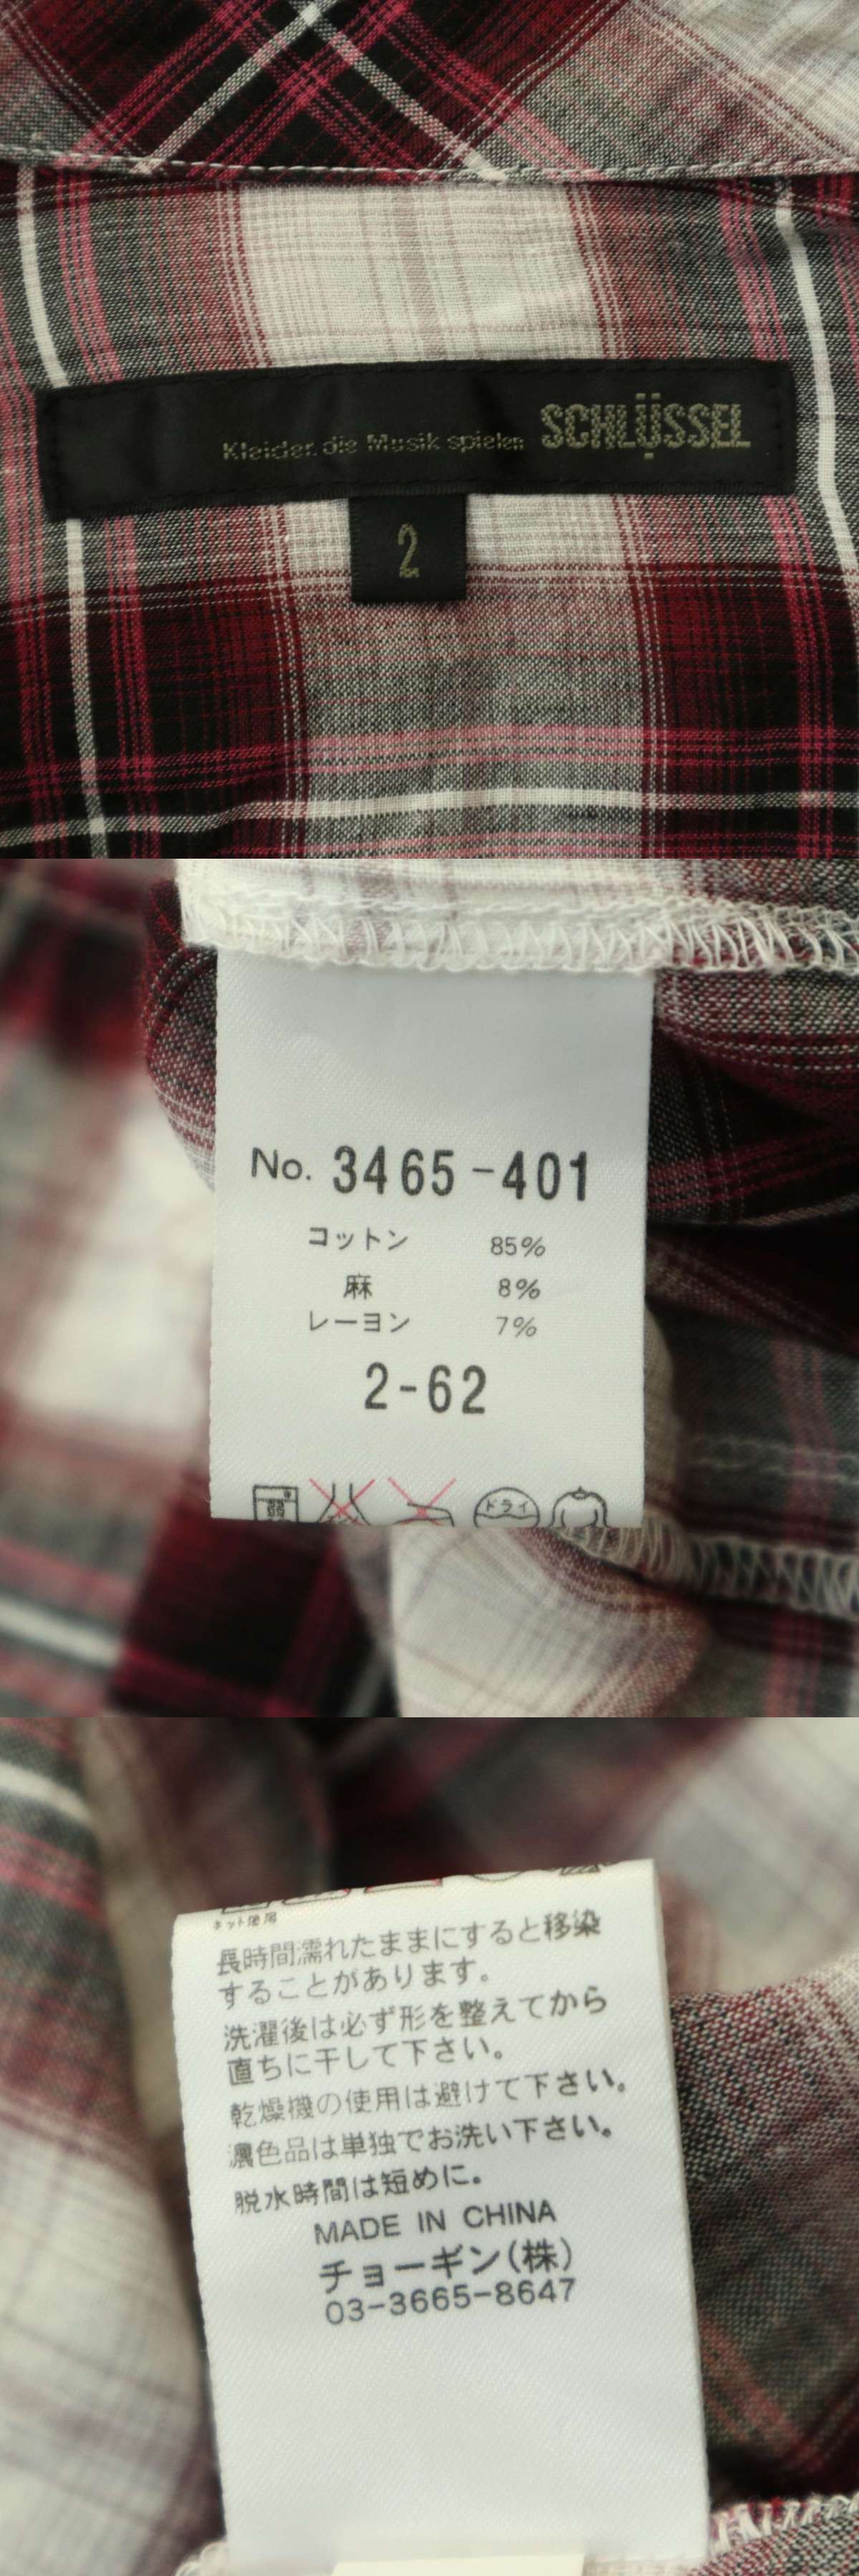 Kleider. die Musik spielen SCHLÜSSEL
2
No. 3465-401
コットン 85%
麻 8%
レーヨン 7%
2-62
弱
ドライ
ネット使用
長時間濡れたままにすると移染
することがあります。
洗濯後は必ず形を整えてから
直ちに干して下さい。
乾燥機の使用は避けて下さい。
濃色品は単独でお洗い下さい。
脱水時間は短めに。
MADE IN CHINA
チョーギン(株)
03-3665-8647